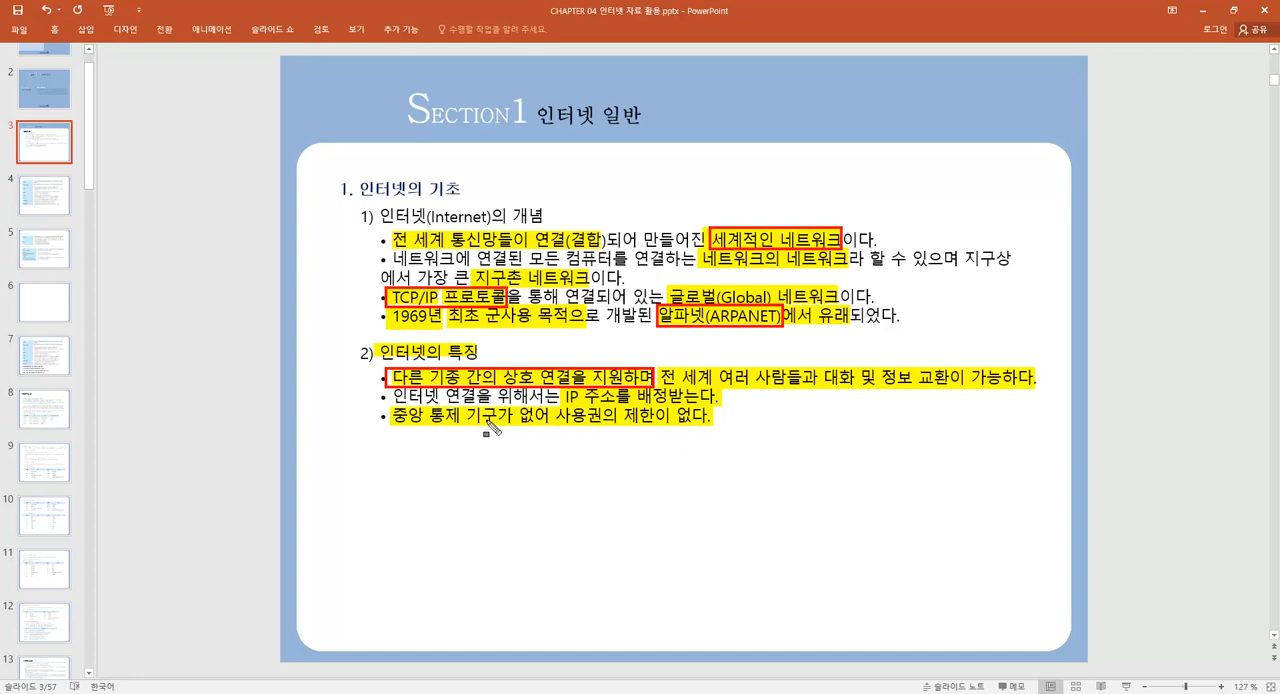 CHAPTER 04 인터넷 자료 활용.pptx - PowerPoint
파일 홈 삽입 디자인 전환 애니메이션 슬라이드 쇼 검토 보기 추가 기능 수행할 작업을 알려 주세요. 로그인 공유
SECTION1 인터넷 일반
1. 인터넷의 기초
1) 인터넷(Internet)의 개념
• 전 세계 통신망들이 연결(결합)되어 만들어진 세계적인 네트워크이다.
• 네트워크에 연결된 모든 컴퓨터를 연결하는 네트워크의 네트워크라 할 수 있으며 지구상
에서 가장 큰 지구촌 네트워크이다.
• TCP/IP 프로토콜을 통해 연결되어 있는 글로벌(Global) 네트워크이다.
• 1969년 최초 군사용 목적으로 개발된 알파넷(ARPANET)에서 유래되었다.
2) 인터넷의 특징
• 다른 기종 간의 상호 연결을 지원하며 전 세계 여러 사람들과 대화 및 정보 교환이 가능하다.
• 인터넷 연결을 위해서는 IP 주소를 배정받는다.
• 중앙 통제 기구가 없어 사용권의 제한이 없다.
2
3
4
5
6
7
8
9
10
11
12
13
슬라이드 3/57 한국어 슬라이드 노트 메모 127 %